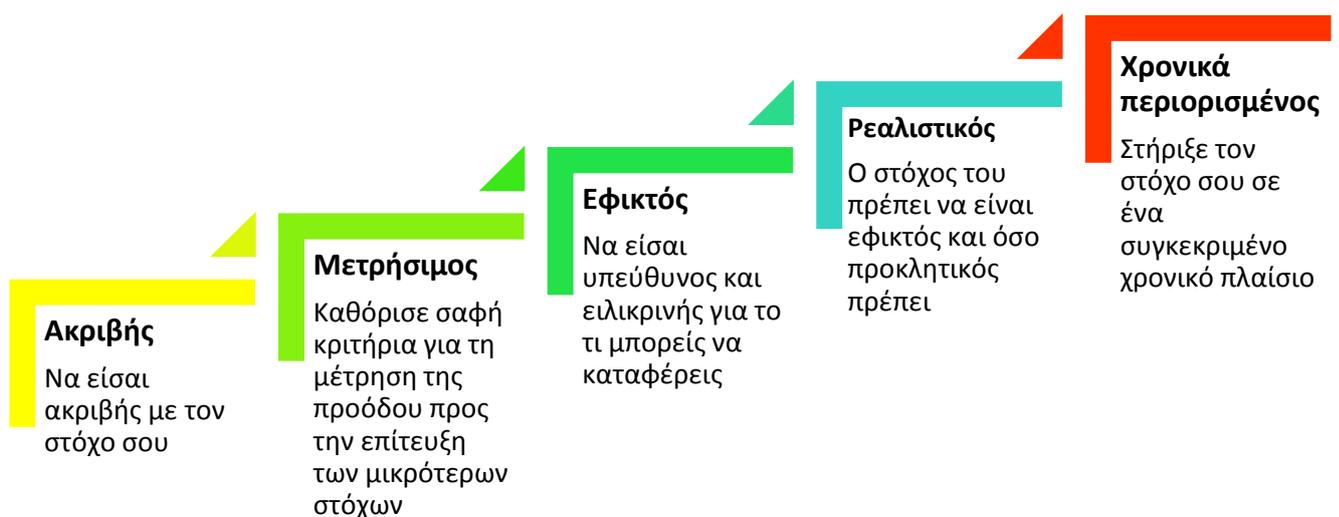 Ακριβής
Να είσαι
ακριβής με τον
στόχο σου
Μετρήσιμος
Καθόρισε σαφή
κριτήρια για τη
μέτρηση της
προόδου προς
την επίτευξη
των μικρότερων
στόχων
Εφικτός
Να είσαι
υπεύθυνος και
ειλικρινής για το
τι μπορείς να
καταφέρεις
Ρεαλιστικός
Ο στόχος του
πρέπει να είναι
εφικτός και όσο
προκλητικός
πρέπει
Χρονικά
περιορισμένος
Στήριξε τον
στόχο σου σε
ένα
συγκεκριμένο
χρονικό πλαίσιο